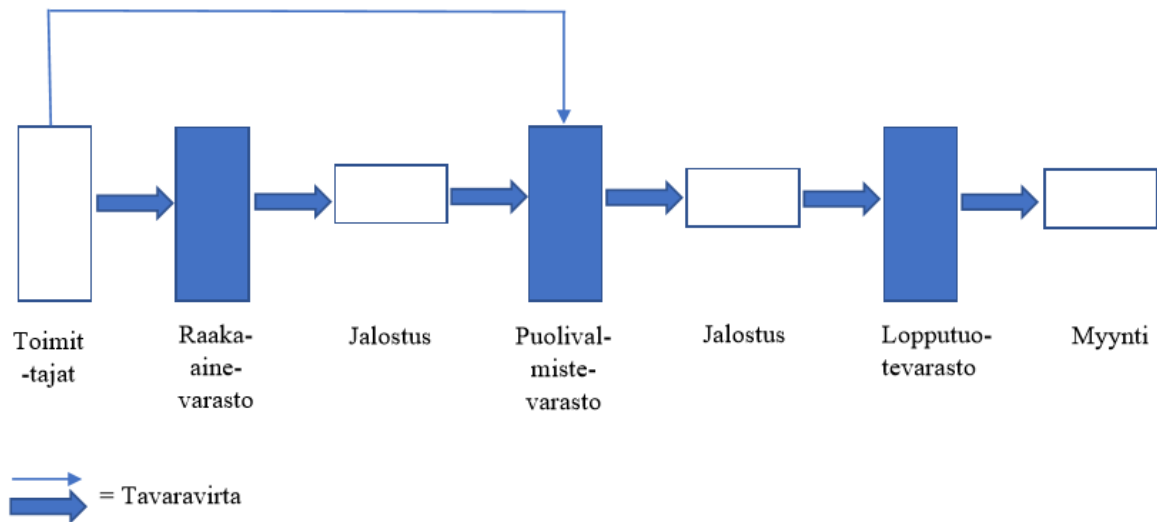 Toimit
-tajat
Raaka-
aine-
varasto
Jalostus
Puolival-
miste-
varasto
Jalostus
Lopputuo-
tevarasto
Myynti
= Tavaravirta